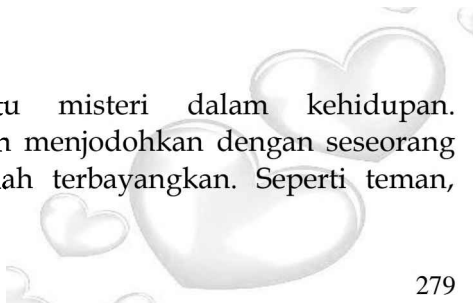 misteri dalam kehidupan.
menjodohkan dengan seseorang
terbayangkan. Seperti teman,
279